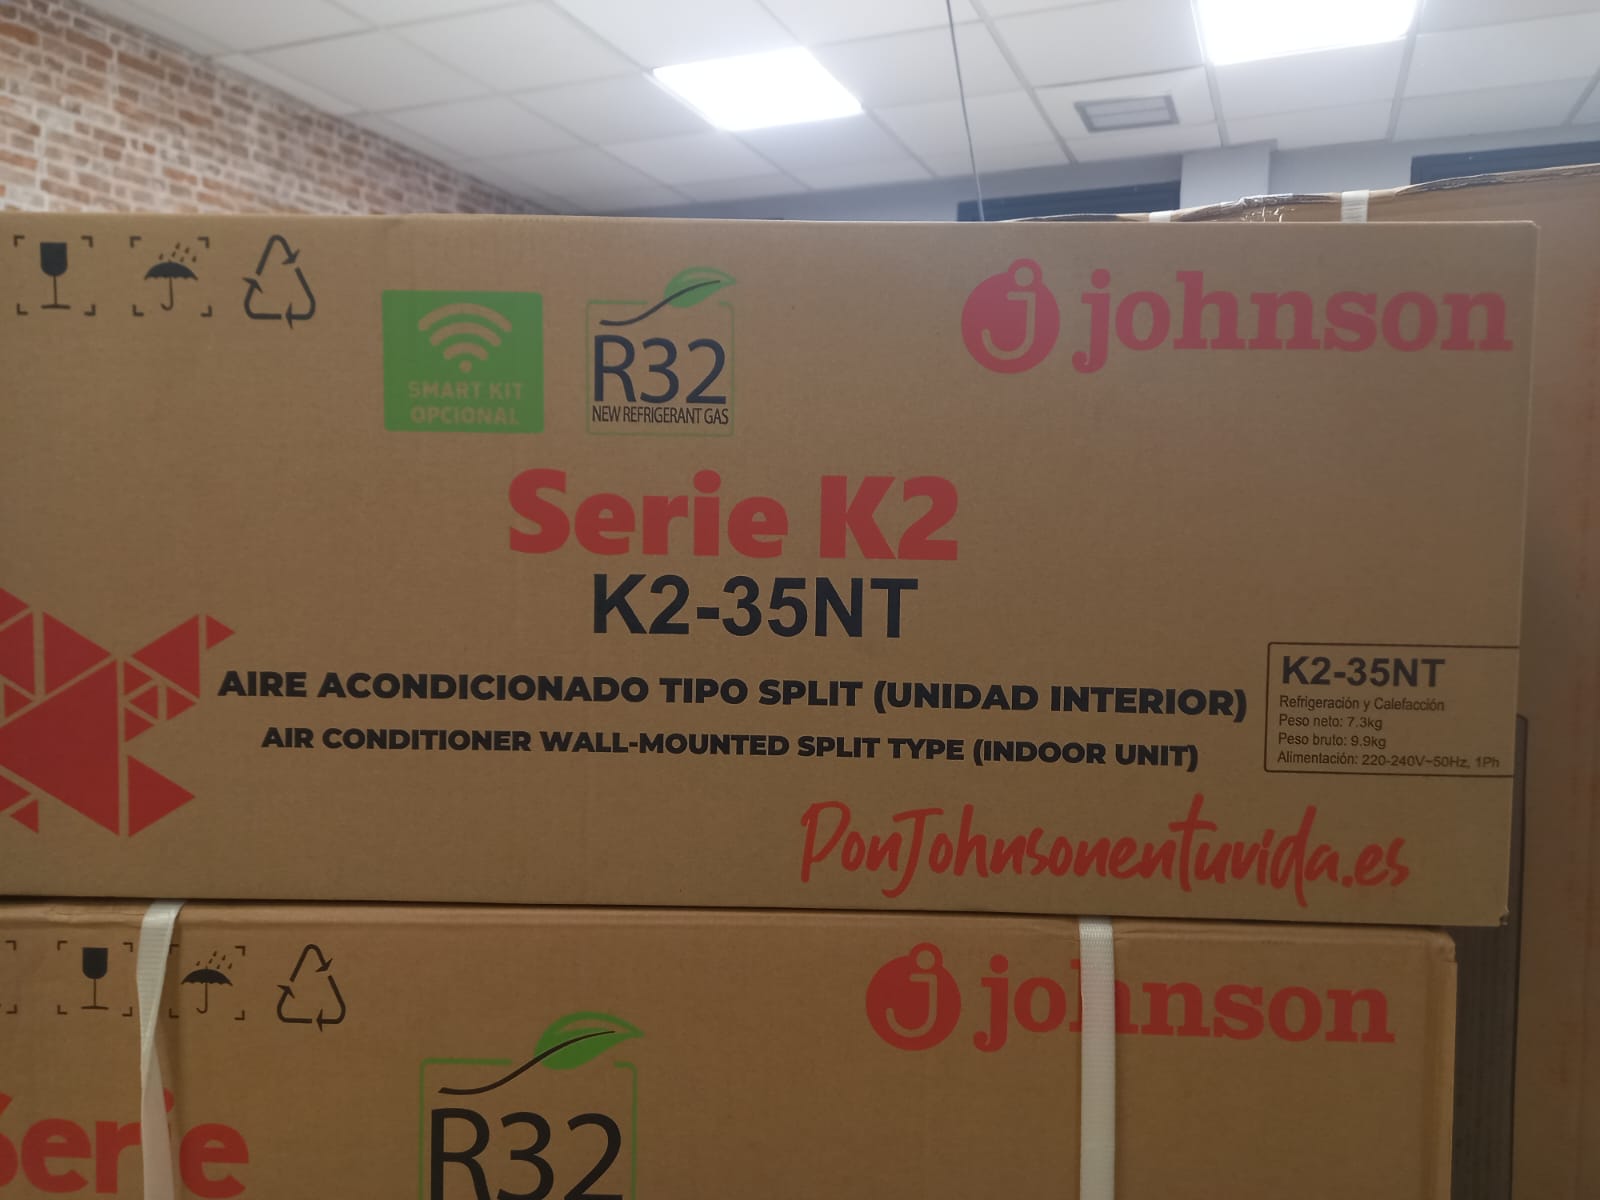 johnson
SMART KIT
OPCIONAL
R32
NEW REFRIGERANT GAS
Serie K2
K2-35NT
AIRE ACONDICIONADO TIPO SPLIT (UNIDAD INTERIOR)
AIR CONDITIONER WALL-MOUNTED SPLIT TYPE (INDOOR UNIT)
K2-35NT
Refrigeración y Calefacción
Peso neto: 7.3kg
Peso bruto: 9.9kg
Alimentación: 220-240V~50Hz, 1Ph
PonJohnsonentuvida.es
johnson
R32
Serie